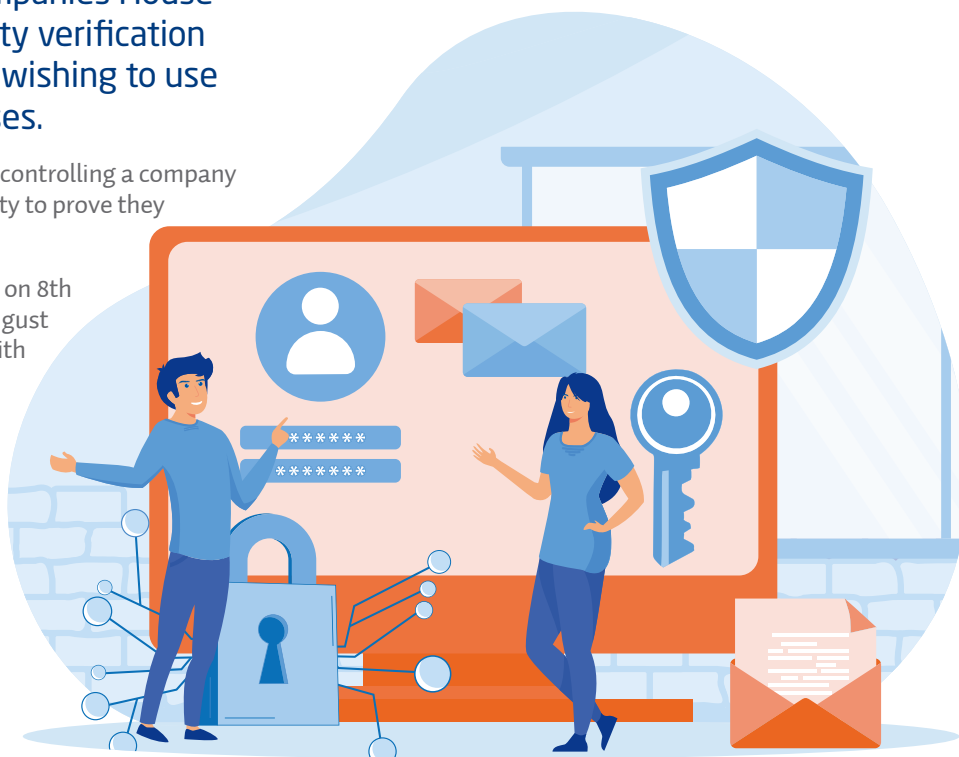 mpanies House
ty verification
wishing to use
es.
controlling a company
ty to prove they
on 8th
gust
ith
******
*******